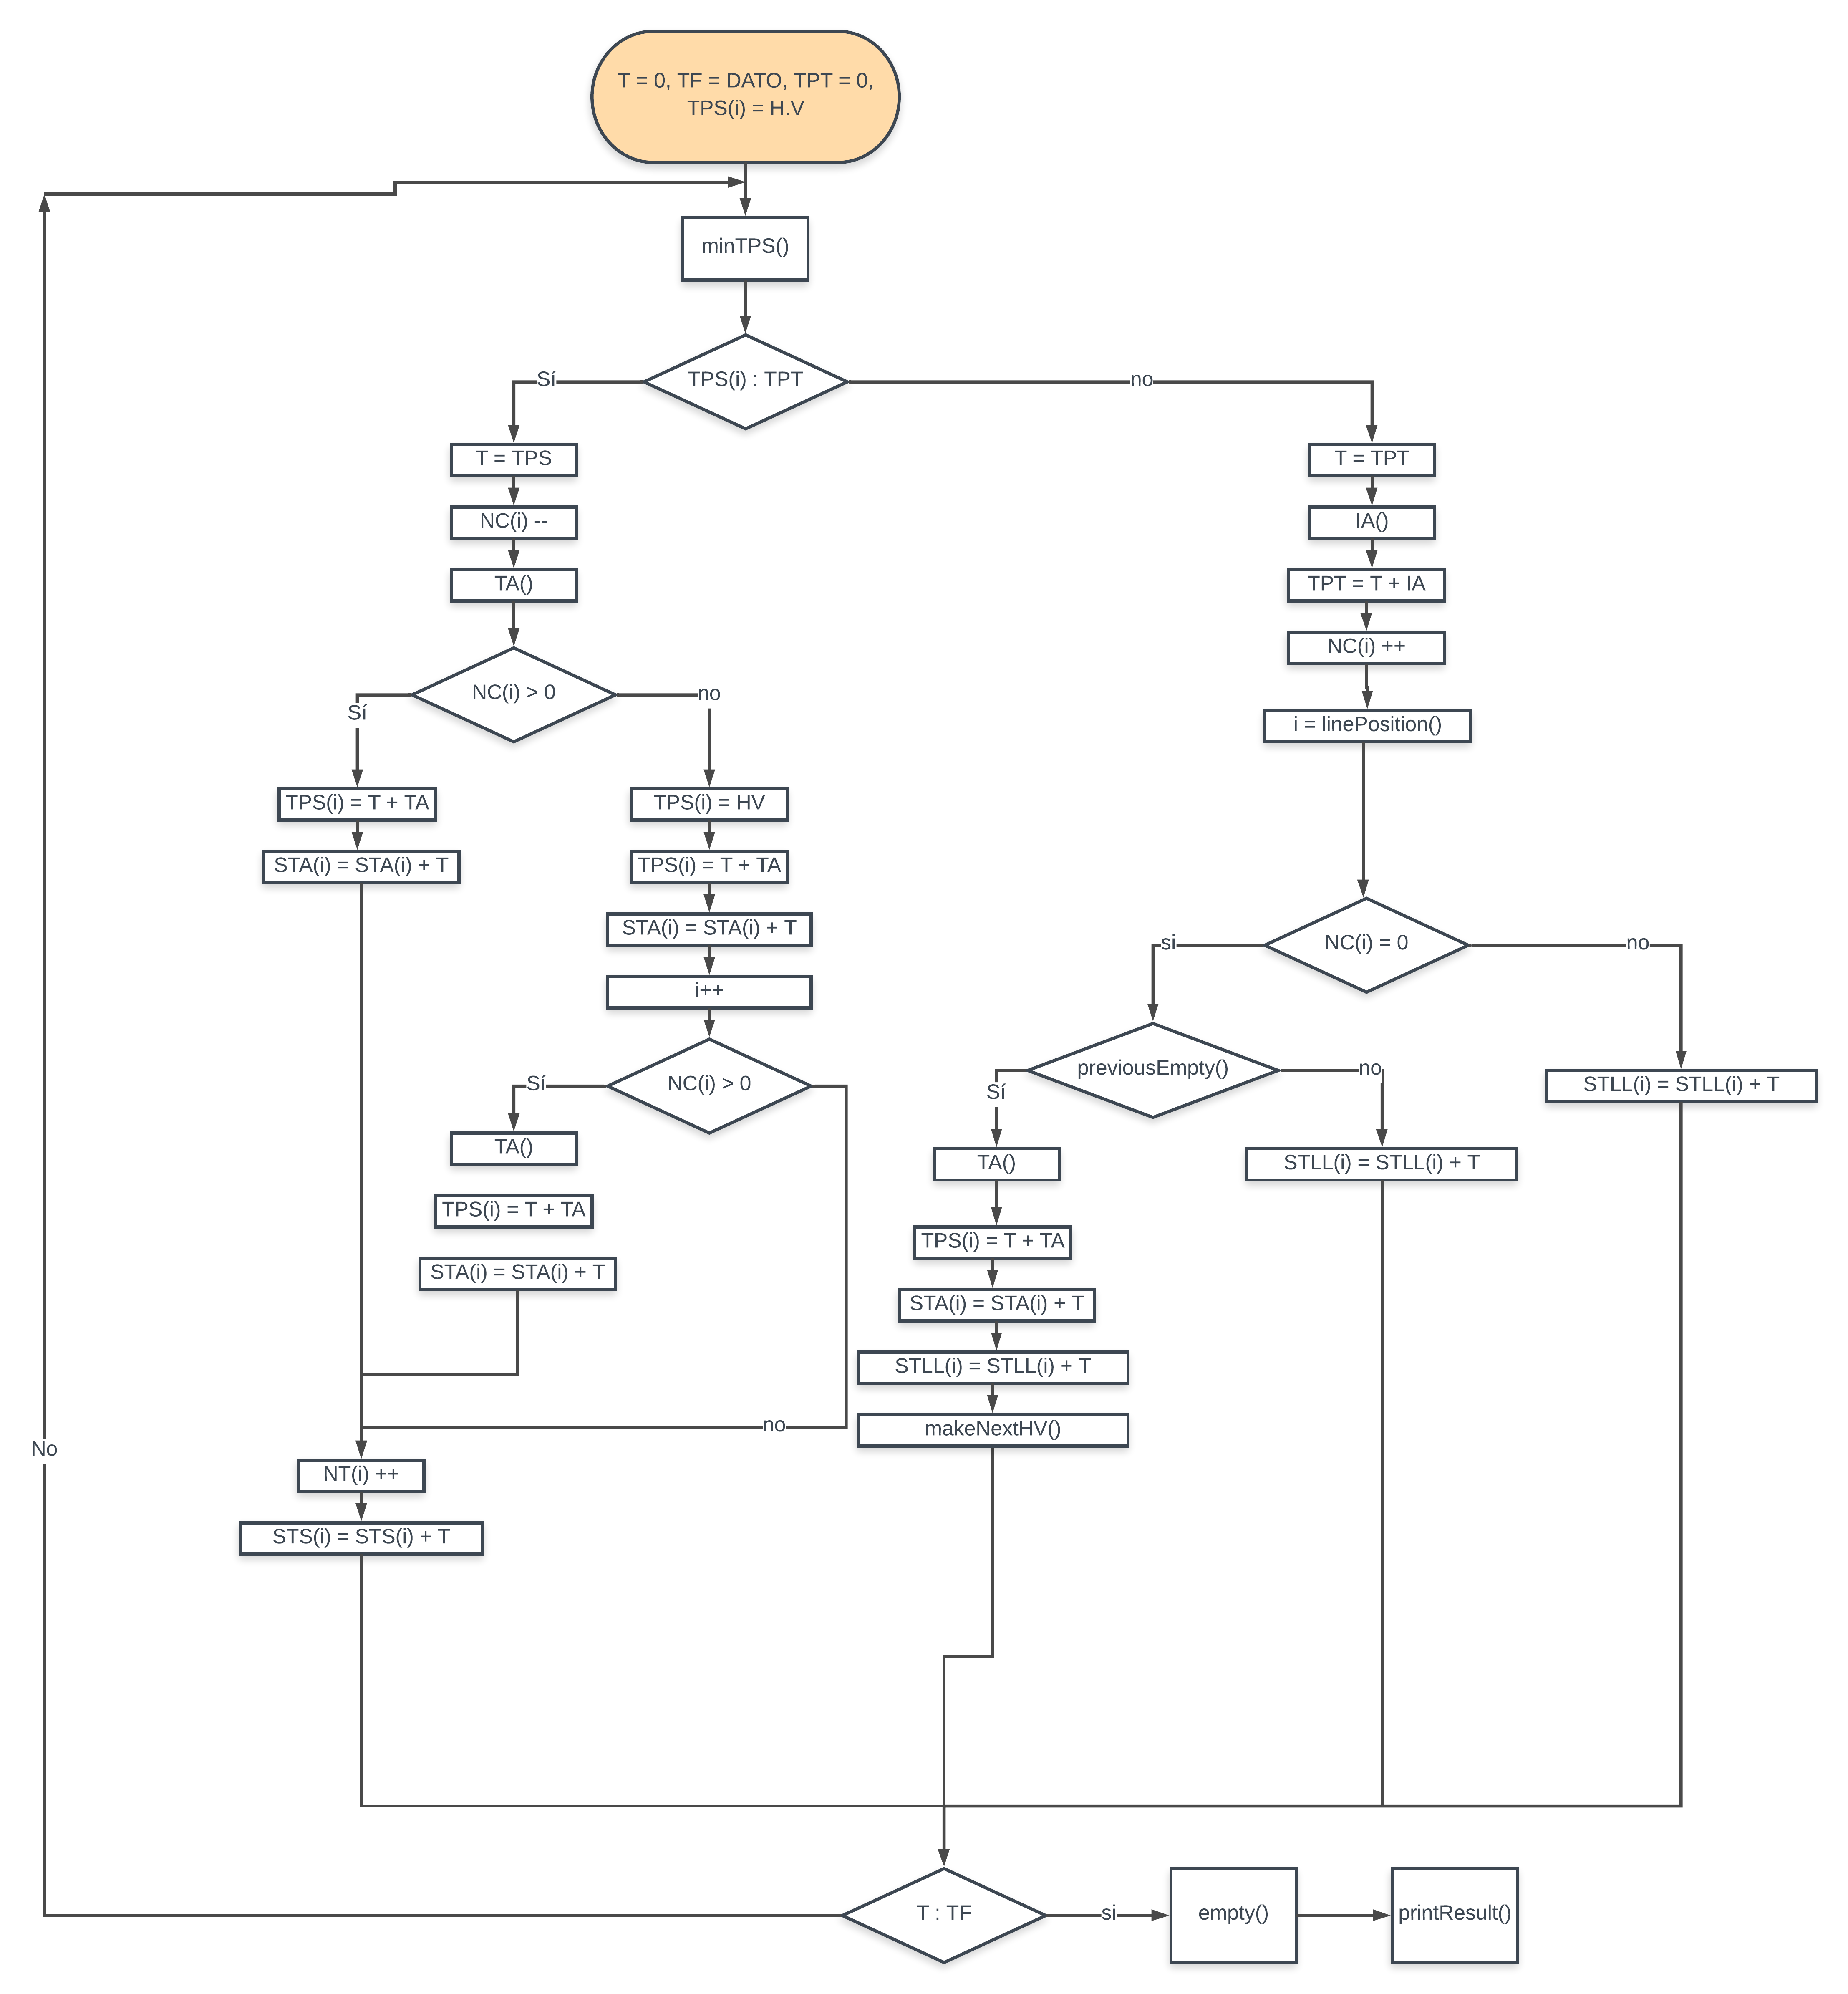 T = 0, TF = DATO, TPT = 0,
TPS(i) = H.V
minTPS()
TPS(i) : TPT
Sí
no
T = TPS
T = TPT
NC(i) --
IA()
TA()
TPT = T + IA
NC(i) ++
NC(i) > 0
Sí
no
i = linePosition()
TPS(i) = T + TA
TPS(i) = HV
STA(i) = STA(i) + T
TPS(i) = T + TA
STA(i) = STA(i) + T
NC(i) = 0
si
no
i++
previousEmpty()
Sí
no
NC(i) > 0
Sí
STLL(i) = STLL(i) + T
TA()
TA()
STLL(i) = STLL(i) + T
TPS(i) = T + TA
TPS(i) = T + TA
STA(i) = STA(i) + T
STA(i) = STA(i) + T
STLL(i) = STLL(i) + T
no
makeNextHV()
No
NT(i) ++
STS(i) = STS(i) + T
T : TF
si
empty()
printResult()